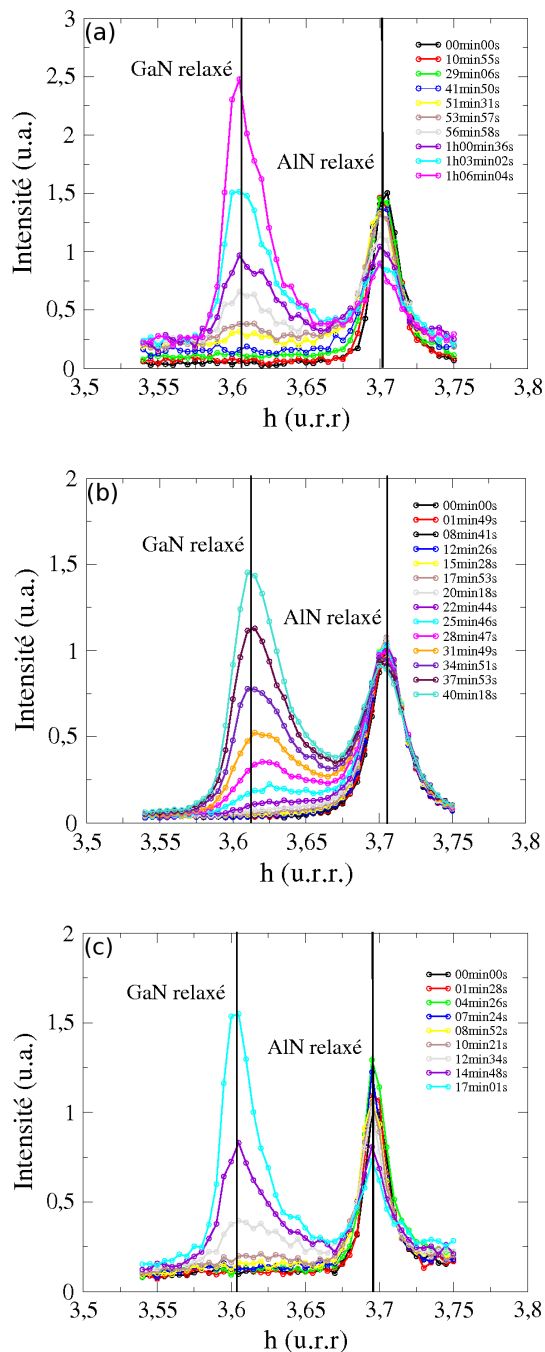 (a)
3
2,5
2
1,5
1
0,5
0
Intensité (u.a.)
GaN relaxé
AlN relaxé
00min00s
10min55s
29min06s
41min50s
51min31s
53min57s
56min58s
1h00min36s
1h03min02s
1h06min04s
3,5 3,55 3,6 3,65 3,7 3,75 3,8
h (u.r.r)
(b)
2
1,5
1
0,5
0
Intensité (u.a.)
GaN relaxé
AlN relaxé
00min00s
01min49s
08min41s
12min26s
15min28s
17min53s
20min18s
22min44s
25min46s
28min47s
31min49s
34min51s
37min53s
40min18s
3,5 3,55 3,6 3,65 3,7 3,75 3,8
h (u.r.r.)
(c)
2
1,5
1
0,5
0
Intensité (u.a.)
GaN relaxé
AlN relaxé
00min00s
01min28s
04min26s
07min24s
08min52s
10min21s
12min34s
14min48s
17min01s
3,5 3,55 3,6 3,65 3,7 3,75 3,8
h (u.r.r)